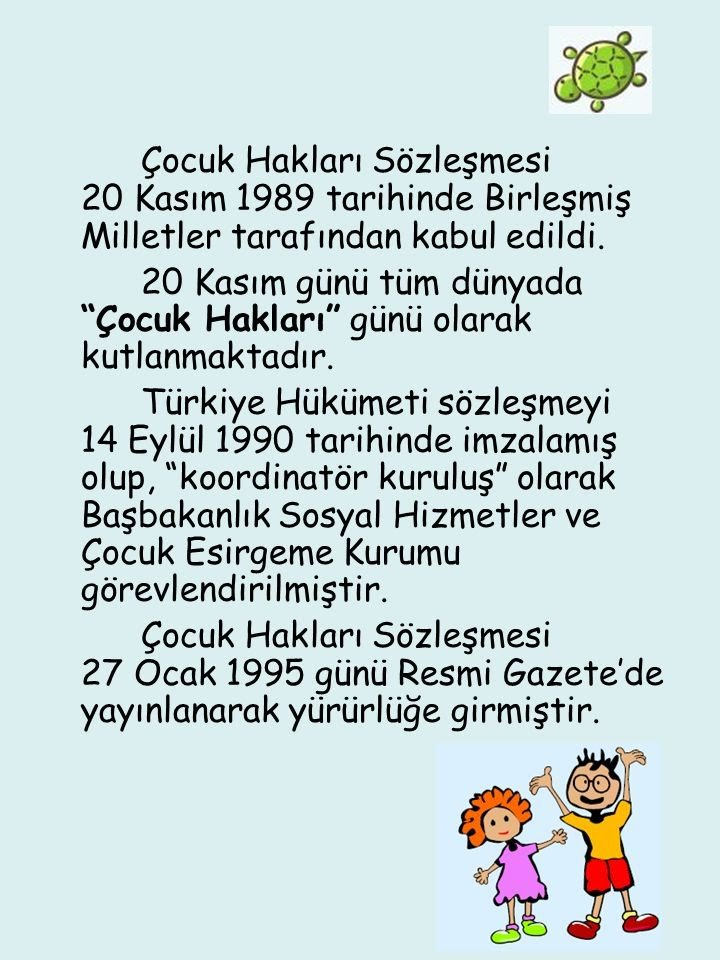 Çocuk Hakları Sözleşmesi
20 Kasım 1989 tarihinde Birleşmiş
Milletler tarafından kabul edildi.
20 Kasım günü tüm dünyada
“Çocuk Hakları” günü olarak
kutlanmaktadır.
Türkiye Hükümeti sözleşmeyi
14 Eylül 1990 tarihinde imzalamış
olup, “koordinatör kuruluş” olarak
Başbakanlık Sosyal Hizmetler ve
Çocuk Esirgeme Kurumu
görevlendirilmiştir.
Çocuk Hakları Sözleşmesi
27 Ocak 1995 günü Resmi Gazete’de
yayınlanarak yürürlüğe girmiştir.